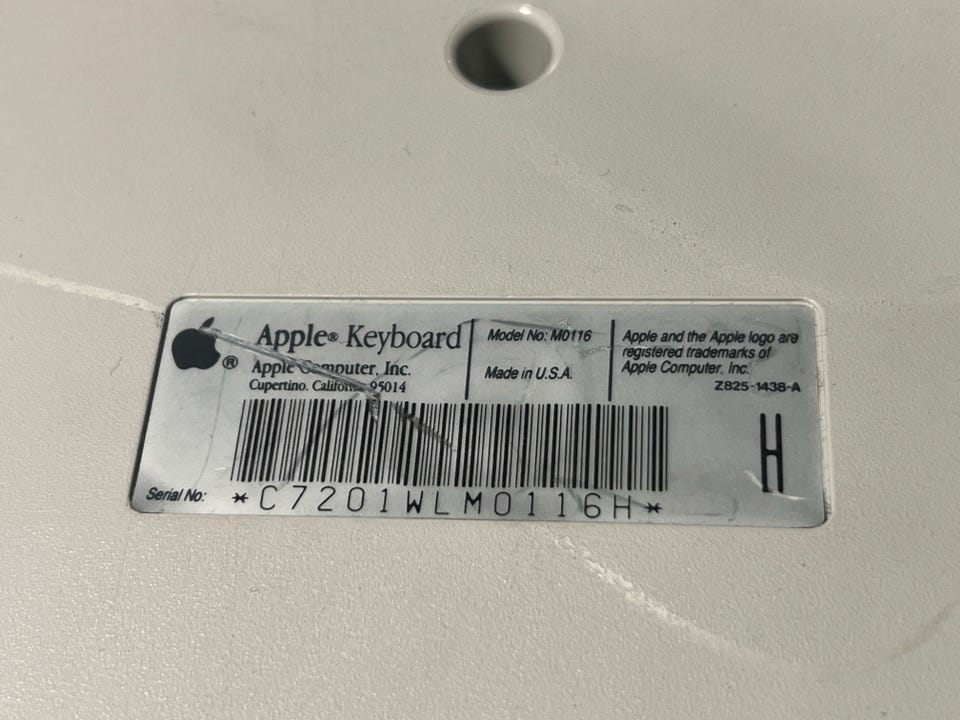 Apple® Keyboard
Apple Computer, Inc.
Cupertino, California 95014
Model No: M0116
Made in U.S.A.
Apple and the Apple logo are
registered trademarks of
Apple Computer, Inc.
Z825-1438-A
®
H
Serial No: *C7201WLM0116H*